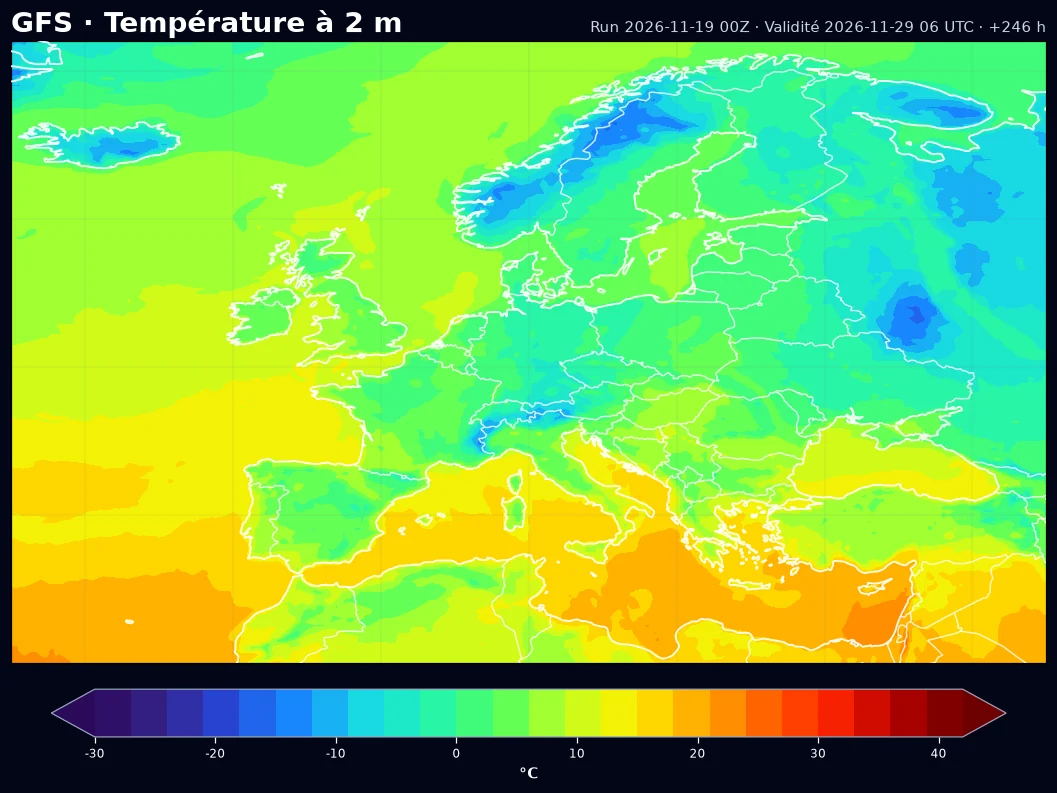 GFS · Température à 2 m
Run 2026-11-19 00Z · Validité 2026-11-29 06 UTC · +246 h
-30 -20 -10 0 10 20 30 40
°C